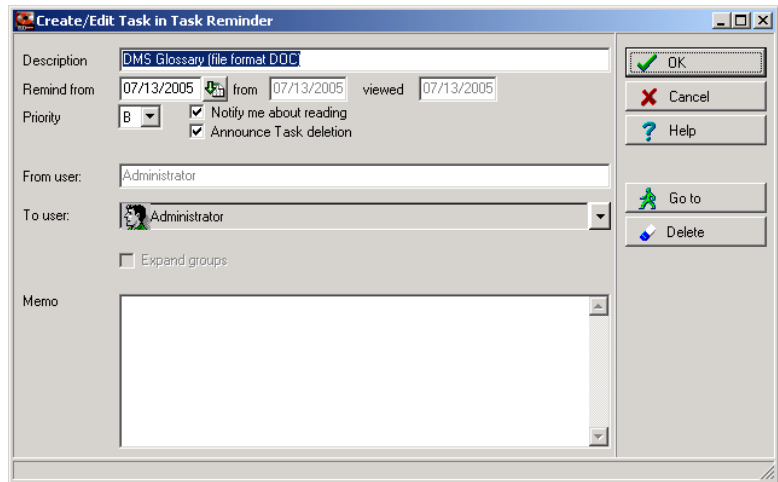 Create/Edit Task in Task Reminder
Description DMS Glossary (file format DOC) OK
Remind from 07/13/2005 from 07/13/2005 viewed 07/13/2005 Cancel
Priority B Notify me about reading Help
Announce Task deletion
From user: Administrator Go to
To user: Administrator Delete
Expand groups
Memo